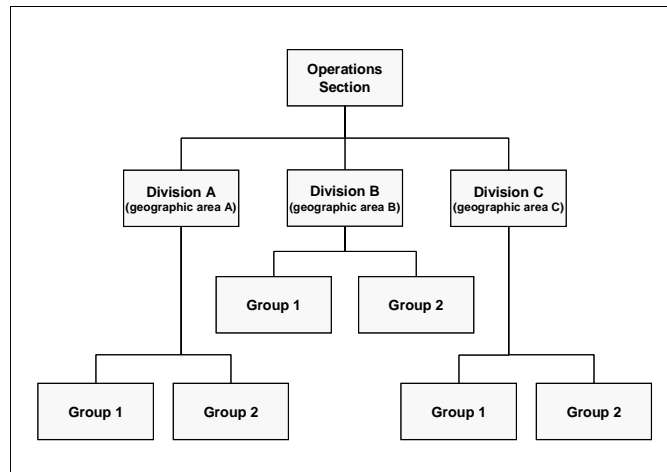 Operations
Section
Division A
(geographic area A)
Division B
(geographic area B)
Division C
(geographic area C)
Group 1
Group 2
Group 1
Group 2
Group 1
Group 2